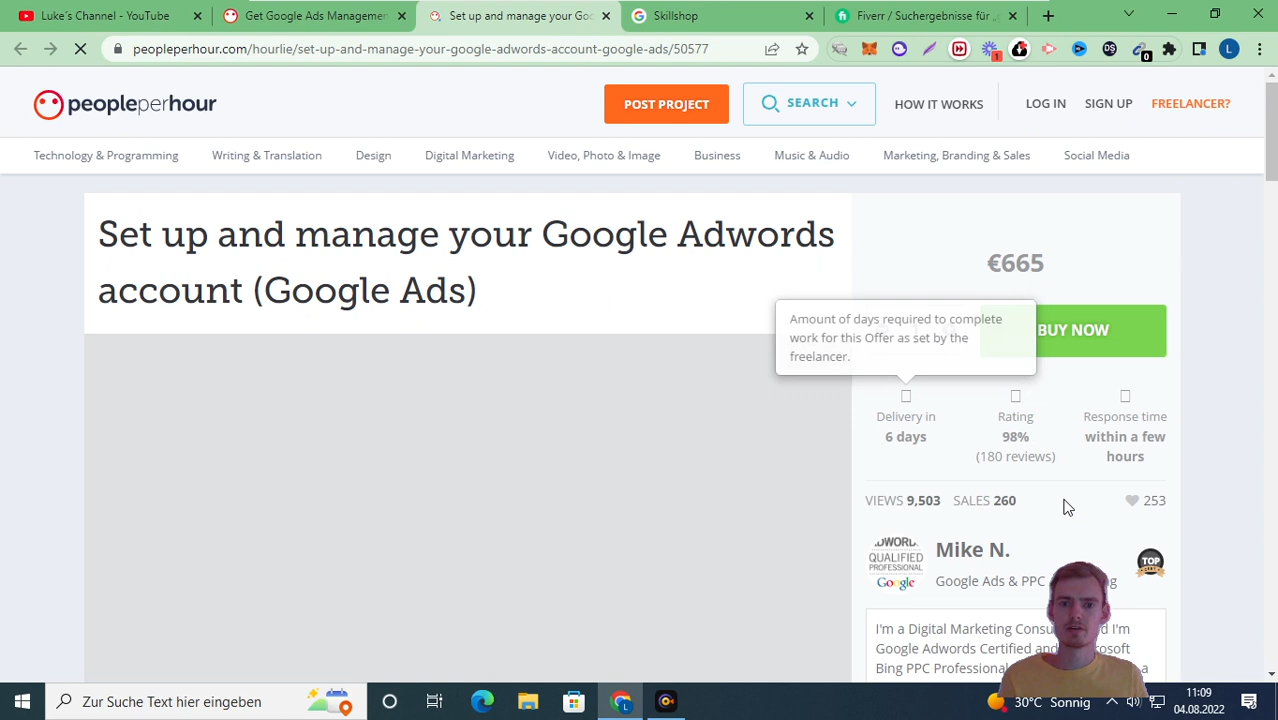 Luke´s Channel - YouTube
Get Google Ads Management
Set up and manage your Goo
Skillshop
Fiverr / Suchergebnisse für „g
peopleperhour.com/hourlie/set-up-and-manage-your-google-adwords-account-google-ads/50577
peopleperhour
POST PROJECT
SEARCH
HOW IT WORKS
LOG IN
SIGN UP
FREELANCER?
Technology & Programming
Writing & Translation
Design
Digital Marketing
Video, Photo & Image
Business
Music & Audio
Marketing, Branding & Sales
Social Media
Set up and manage your Google Adwords
account (Google Ads)
€665
Amount of days required to complete
work for this Offer as set by the
freelancer.
BUY NOW
Delivery in
6 days
Rating
98%
(180 reviews)
Response time
within a few
hours
VIEWS 9,503
SALES 260
253
QUALIFIED
PROFESSIONAL
Google
Mike N.
TOP
Google Ads & PPC
I'm a Digital Marketing I'm
Google Adwords Certified and
Bing PPC Professional a
Zur Suche Text hier eingeben
30°C Sonnig
11:09
04.08.2022